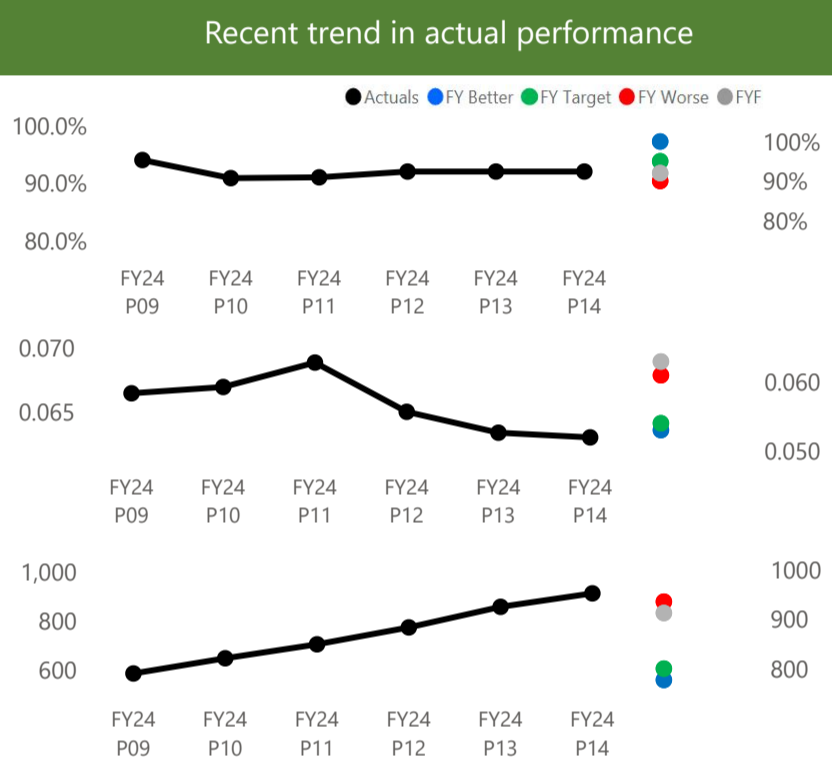 Recent trend in actual performance
Actuals FY Better FY Target FY Worse FYF
100.0%
90.0%
80.0%
100%
90%
80%
FY24 FY24 FY24 FY24 FY24 FY24
P09 P10 P11 P12 P13 P14
0.070
0.065
0.060
0.050
FY24 FY24 FY24 FY24 FY24 FY24
P09 P10 P11 P12 P13 P14
1,000
800
600
1000
900
800
FY24 FY24 FY24 FY24 FY24 FY24
P09 P10 P11 P12 P13 P14